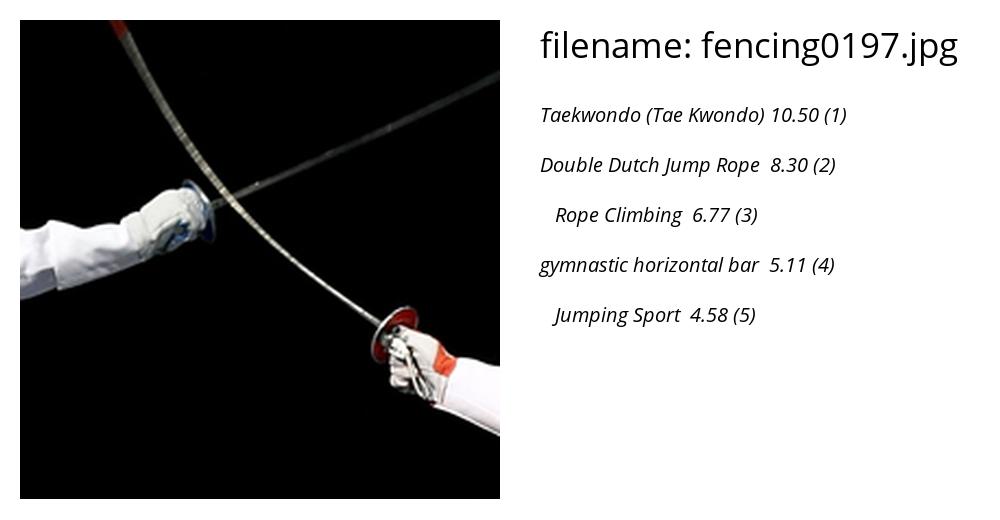 filename: fencing0197.jpg
Taekwondo (Tae Kwondo) 10.50 (1)
Double Dutch Jump Rope 8.30 (2)
Rope Climbing 6.77 (3)
gymnastic horizontal bar 5.11 (4)
Jumping Sport 4.58 (5)